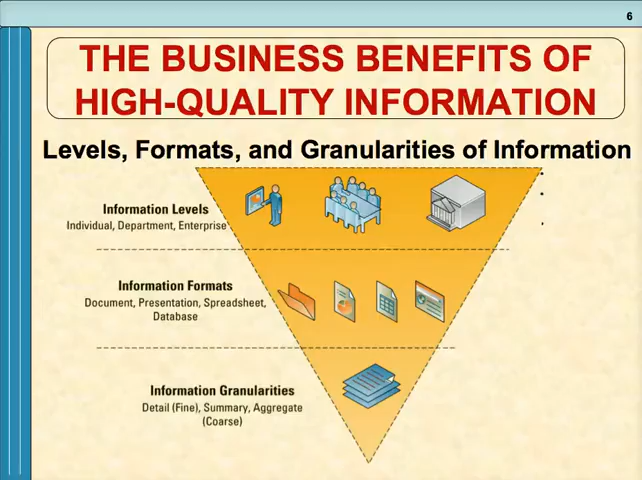 6
THE BUSINESS BENEFITS OF
HIGH-QUALITY INFORMATION
Levels, Formats, and Granularities of Information
Information Levels
Individual, Department, Enterprise
Information Formats
Document, Presentation, Spreadsheet,
Database
Information Granularities
Detail (Fine), Summary, Aggregate
(Coarse)